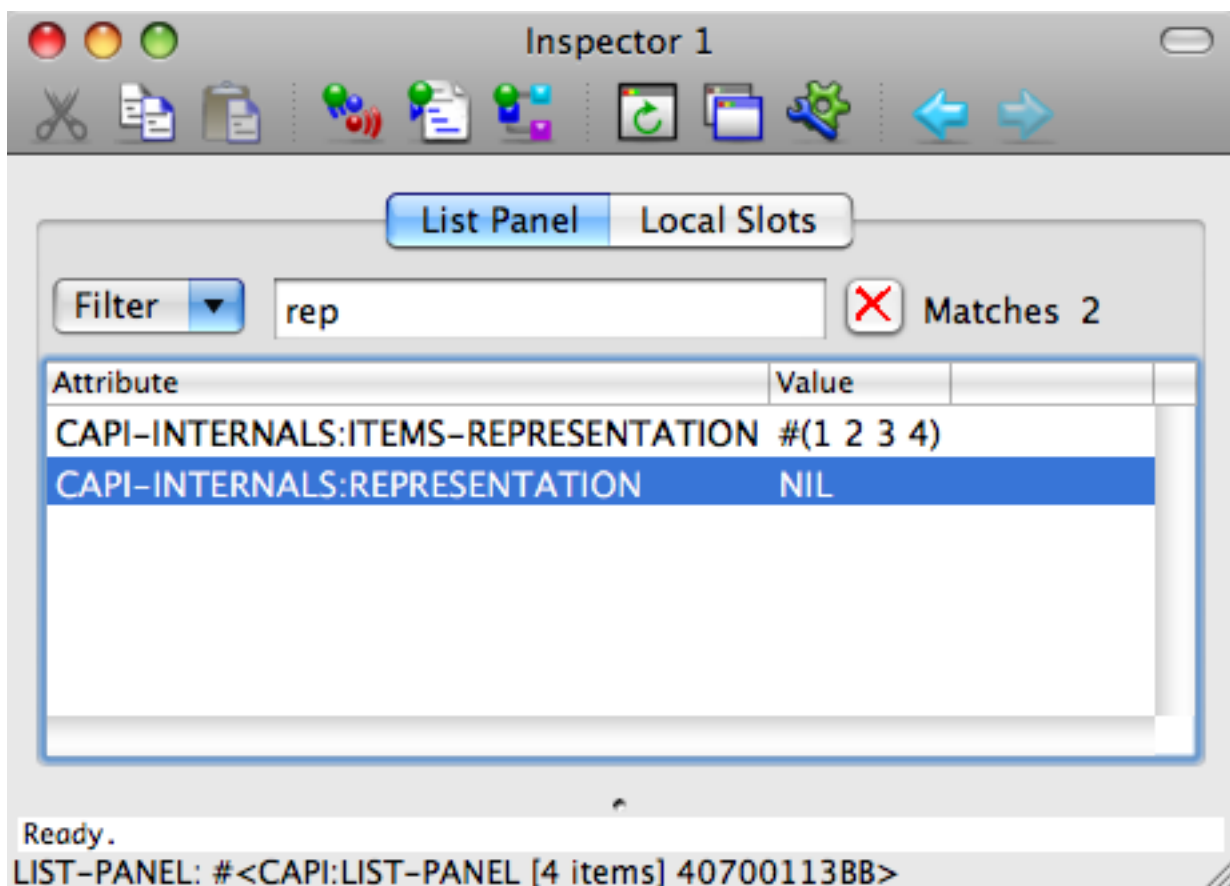 Inspector 1
List Panel Local Slots
Filter rep Matches 2
Attribute Value
CAPI-INTERNALS:ITEMS-REPRESENTATION #(1 2 3 4)
CAPI-INTERNALS:REPRESENTATION NIL
Ready.
LIST-PANEL: #<CAPI:LIST-PANEL [4 items] 40700113BB>